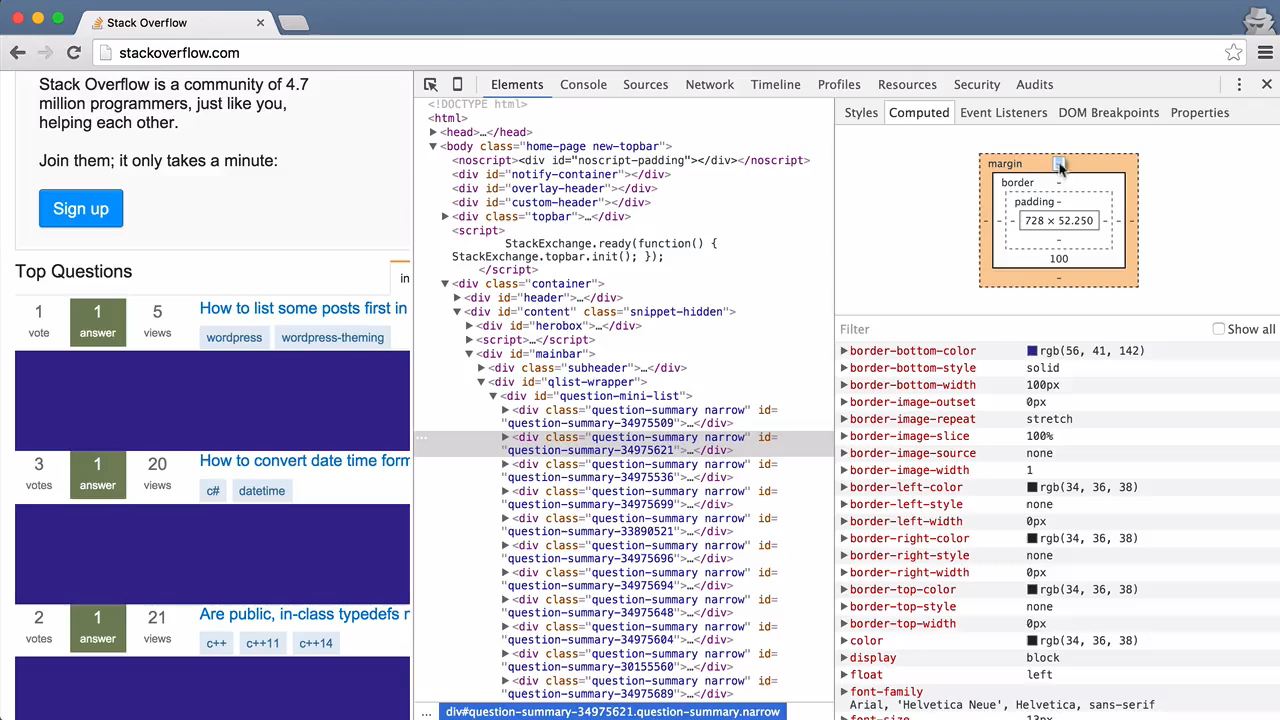 Stack Overflow
stackoverflow.com
Stack Overflow is a community of 4.7
million programmers, just like you,
helping each other.
Join them; it only takes a minute:
Sign up
Top Questions
in
1 1 5 How to list some posts first in
vote answer views wordpress wordpress-theming
3 1 20 How to convert date time form
votes answer views c# datetime
2 1 21 Are public, in-class typedefs r
votes answer views c++ c++11 c++14
Elements Console Sources Network Timeline Profiles Resources Security Audits
<!DOCTYPE html>
<html>
<head>…</head>
<body class="home-page new-topbar">
<noscript><div id="noscript-padding"></div></noscript>
<div id="notify-container"></div>
<div id="overlay-header"></div>
<div id="custom-header"></div>
<div class="topbar">…</div>
<script>
StackExchange.ready(function() {
StackExchange.topbar.init(); });
</script>
<div class="container">
<div id="header">…</div>
<div id="content" class="snippet-hidden">
<div id="herobox">…</div>
<script>…</script>
<div id="mainbar">
<div class="subheader">…</div>
<div id="qlist-wrapper">
<div id="question-mini-list">
<div class="question-summary narrow" id=
"question-summary-34975509">…</div>
<div class="question-summary narrow" id=
"question-summary-34975621">…</div>
<div class="question-summary narrow" id=
"question-summary-34975536">…</div>
<div class="question-summary narrow" id=
"question-summary-34975699">…</div>
<div class="question-summary narrow" id=
"question-summary-33890521">…</div>
<div class="question-summary narrow" id=
"question-summary-34975696">…</div>
<div class="question-summary narrow" id=
"question-summary-34975694">…</div>
<div class="question-summary narrow" id=
"question-summary-34975648">…</div>
<div class="question-summary narrow" id=
"question-summary-34975604">…</div>
<div class="question-summary narrow" id=
"question-summary-30155560">…</div>
<div class="question-summary narrow" id=
"question-summary-34975689">…</div>
... div#question-summary-34975621.question-summary.narrow
Styles Computed Event Listeners DOM Breakpoints Properties
margin
border -
padding -
- - - 728 × 52.250 - - -
-
100
-
Filter Show all
border-bottom-color rgb(56, 41, 142)
border-bottom-style solid
border-bottom-width 100px
border-image-outset 0px
border-image-repeat stretch
border-image-slice 100%
border-image-source none
border-image-width 1
border-left-color rgb(34, 36, 38)
border-left-style none
border-left-width 0px
border-right-color rgb(34, 36, 38)
border-right-style none
border-right-width 0px
border-top-color rgb(34, 36, 38)
border-top-style none
border-top-width 0px
color rgb(34, 36, 38)
display block
float left
font-family
Arial, 'Helvetica Neue', Helvetica, sans-serif
font-size 13px